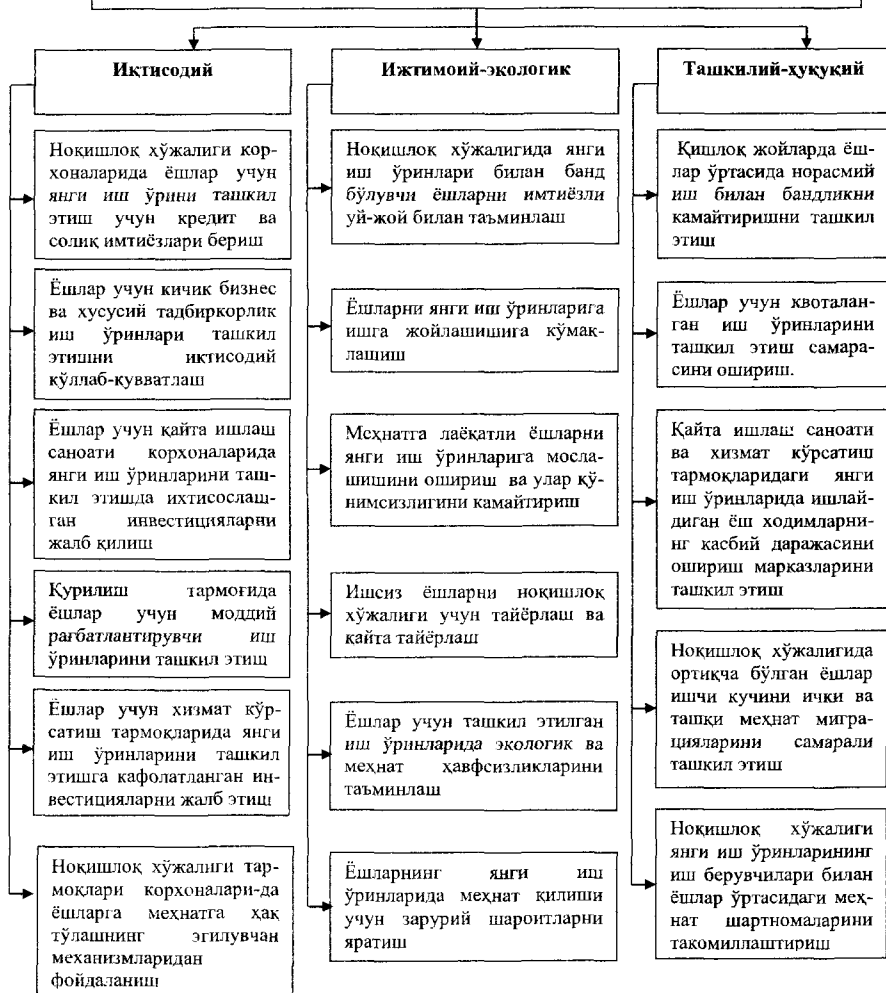 Иқтисодий
Ноқишлоқ хўжалиги кор-
хоналарида ёшлар учун
янги иш ўрини ташкил
этиш учун кредит ва
солиқ имтиёзлари бериш
Ёшлар учун кичик бизнес
ва хусусий тадбиркорлик
иш ўринлари ташкил
этишни иқтисодий
қўллаб-қувватлаш
Ёшлар учун қайта ишлаш
саноати корхоналарида
янги иш ўринларини таш-
кил этишда ихтисослаш-
ган инвестицияларни
жалб қилиш
Қурилиш тармоғида
ёшлар учун моддий
рағбатлантирувчи иш
ўринларини ташкил этиш
Ёшлар учун хизмат кўр-
сатиш тармоқларида янги
иш ўринларини ташкил
этишга кафолатланган ин-
вестицияларни жалб этиш
Ноқишлоқ хўжалиги тар-
моқлари корхоналари-да
ёшларга меҳнатга ҳақ
тўлашнинг эгилувчан
механизмларидан
фойдаланиш
Ижтимоий-экологик
Ноқишлоқ хўжалигида янги
иш ўринлари билан банд
бўлувчи ёшларни имтиёзли
уй-жой билан таъминлаш
Ёшларни янги иш ўринларига
ишга жойлашишига кўмак-
лашиш
Меҳнатга лаёқатли ёшларни
янги иш ўринларига мосла-
шишини ошириш ва улар қў-
нимсизлигини камайтириш
Ишсиз ёшларни ноқишлоқ
хўжалиги учун тайёрлаш ва
қайта тайёрлаш
Ёшлар учун ташкил этилган
иш ўринларида экологик ва
меҳнат ҳавфсизликларини
таъминлаш
Ёшларнинг янги иш
ўринларида меҳнат қилиши
учун зарурий шароитларни
яратиш
Ташкилий-ҳуқуқий
Қишлоқ жойларда ёш-
лар ўртасида норасмий
иш билан бандликни
камайтиришни ташкил
этиш
Ёшлар учун квоталан-
ган иш ўринларини
ташкил этиш самара-
сини ошириш.
Қайта ишлаш саноати
ва хизмат кўрсатиш
тармоқларидаги янги
иш ўринларида ишлай-
диган ёш ходимларни-
нг касбий даражасини
ошириш марказларини
ташкил этиш
Ноқишлоқ хўжалигида
ортиқча бўлган ёшлар
ишчи кучини ички ва
ташқи меҳнат мигра-
цияларини самарали
ташкил этиш
Ноқишлоқ хўжалиги
янги иш ўринларининг
иш берувчилари билан
ёшлар ўртасидаги меҳ-
нат шартномаларини
такомиллаштириш